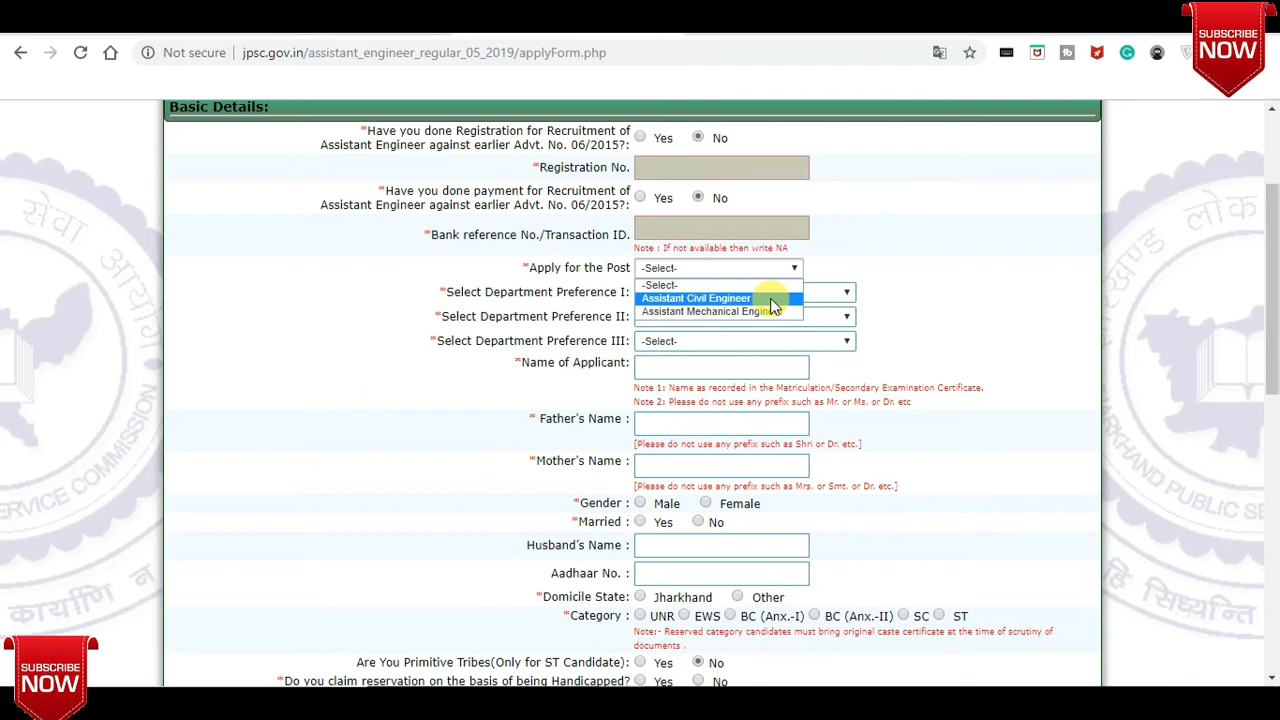 SUBSCRIBE
NOW
Not secure
jpsc.gov.in/assistant_engineer_regular_05_2019/applyForm.php
Basic Details:
*Have you done Registration for Recruitment of
Assistant Engineer against earlier Advt. No. 06/2015?:
Yes
No
*Registration No.
*Have you done payment for Recruitment of
Assistant Engineer against earlier Advt. No. 06/2015?:
Yes
No
*Bank reference No./Transaction ID.
Note : If not available then write NA
*Apply for the Post
-Select-
-Select-
Assistant Civil Engineer
Assistant Mechanical Engineer
*Select Department Preference I:
*Select Department Preference II:
*Select Department Preference III:
-Select-
*Name of Applicant:
Note 1: Name as recorded in the Matriculation/Secondary Examination Certificate.
Note 2: Please do not use any prefix such as Mr. or Ms. or Dr. etc
* Father's Name :
[Please do not use any prefix such as Shri or Dr. etc.]
*Mother's Name :
[Please do not use any prefix such as Mrs. or Smt. or Dr. etc.]
*Gender :
Male
Female
*Married :
Yes
No
Husband's Name :
Aadhaar No. :
*Domicile State:
Jharkhand
Other
*Category :
UNR
EWS
BC (Anx.-I)
BC (Anx.-II)
SC
ST
Note:- Reserved category candidates must bring original caste certificate at the time of scrutiny of
documents .
Are You Primitive Tribes(Only for ST Candidate):
Yes
No
*Do you claim reservation on the basis of being Handicapped?
Yes
No
SUBSCRIBE
NOW